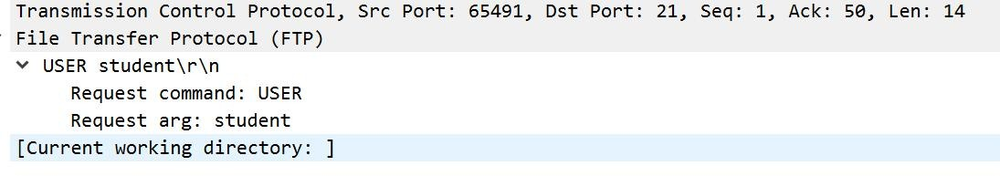 Transmission Control Protocol, Src Port: 65491, Dst Port: 21, Seq: 1, Ack: 50, Len: 14
File Transfer Protocol (FTP)
USER student\r\n
Request command: USER
Request arg: student
[Current working directory: ]